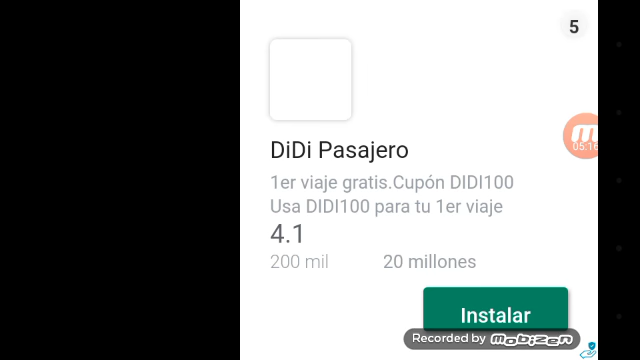 5
05:16
DiDi Pasajero
1er viaje gratis.Cupón DIDI100
Usa DIDI100 para tu 1er viaje
4.1
200 mil 20 millones
Instalar
Recorded by mobizen